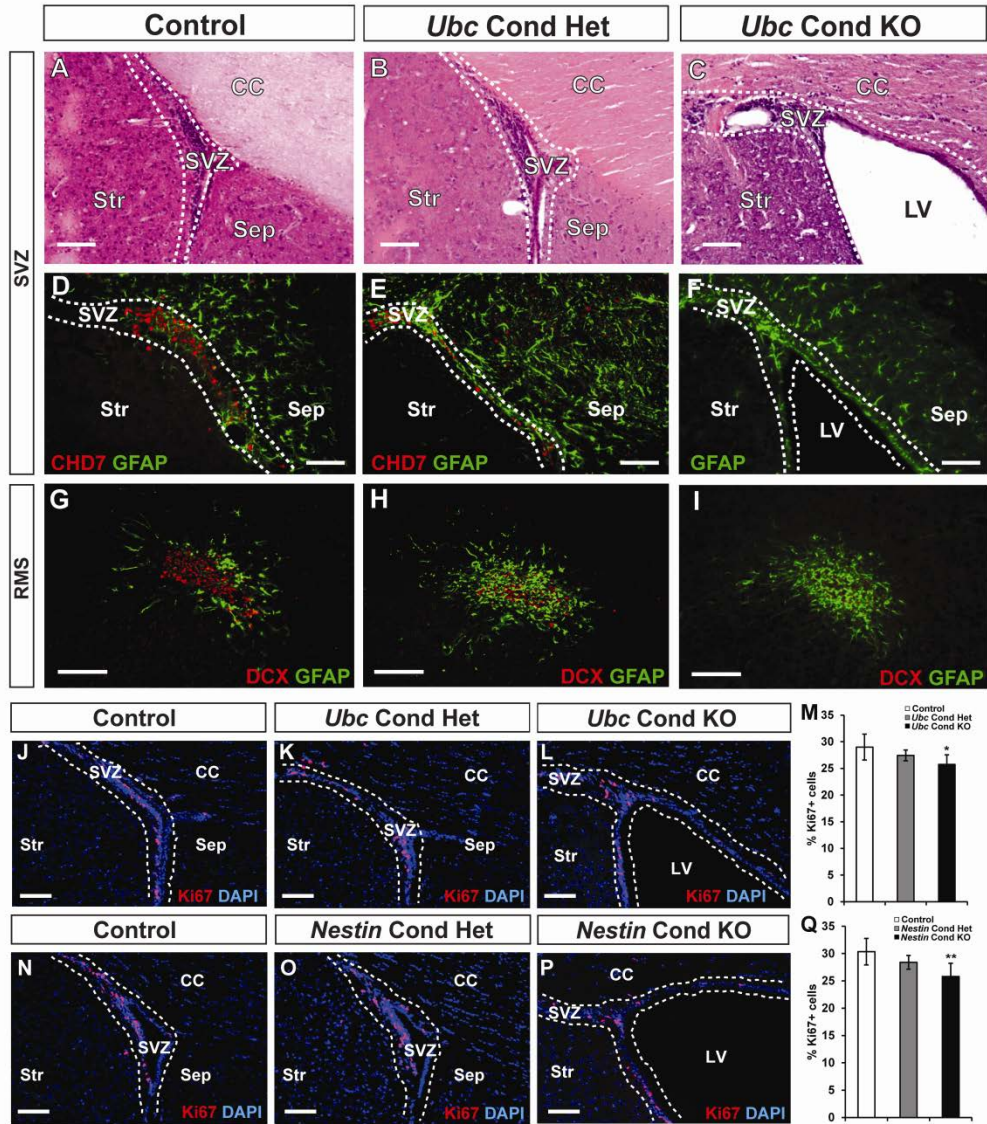 Control
Ubc Cond Het
Ubc Cond KO
SVZ
A
CC
SVZ
Str
Sep
B
CC
SVZ
Str
Sep
C
CC
SVZ
Str
LV
D
SVZ
Str
Sep
CHD7 GFAP
E
SVZ
Str
Sep
CHD7 GFAP
F
SVZ
Str
Sep
LV
GFAP
RMS
G
DCX GFAP
H
DCX GFAP
I
DCX GFAP
Control
Ubc Cond Het
Ubc Cond KO
J
SVZ
CC
Str
Sep
Ki67 DAPI
K
CC
SVZ
Str
Sep
Ki67 DAPI
L
SVZ
CC
Str
LV
Ki67 DAPI
M
Control
Ubc Cond Het
Ubc Cond KO
% Ki67+ cells
35
30
25
20
15
10
5
0
*
Control
Nestin Cond Het
Nestin Cond KO
N
CC
SVZ
Str
Sep
Ki67 DAPI
O
CC
SVZ
Str
Sep
Ki67 DAPI
P
CC
SVZ
LV
Str
Ki67 DAPI
Q
Control
Nestin Cond Het
Nestin Cond KO
% Ki67+ cells
35
30
25
20
15
10
5
0
**